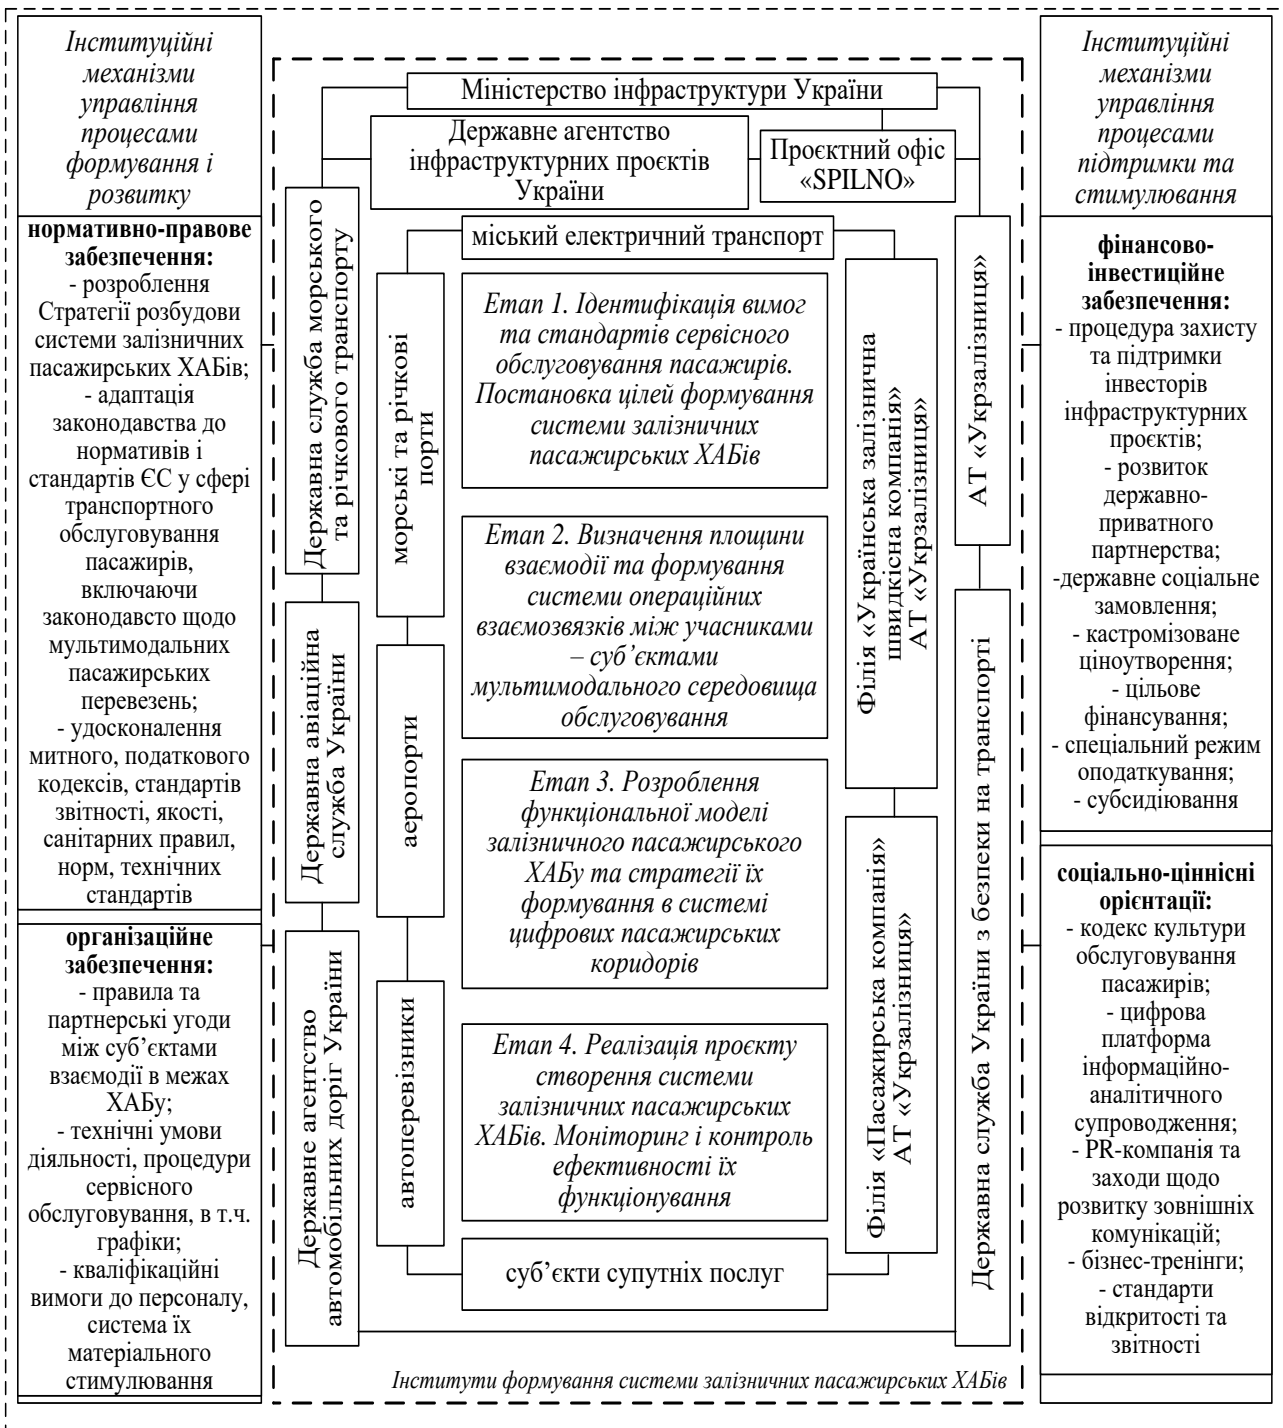 Інституційні
механізми
управління
процесами
формування і
розвитку
нормативно-правове
забезпечення:
- розроблення
Стратегії розбудови
системи залізничних
пасажирських ХАБів;
- адаптація
законодавства до
нормативів і
стандартів ЄС у сфері
транспортного
обслуговування
пасажирів,
включаючи
законодавсто щодо
мультимодальних
пасажирських
перевезень;
- удосконалення
митного, податкового
кодексів, стандартів
звітності, якості,
санітарних правил,
норм, технічних
стандартів
організаційне
забезпечення:
- правила та
партнерські угоди
між суб’єктами
взаємодії в межах
ХАБу;
- технічні умови
діяльності, процедури
сервісного
обслуговування, в т.ч.
графіки;
- кваліфікаційні
вимоги до персоналу,
система їх
матеріального
стимулювання
Міністерство інфраструктури України
Державне агентство
інфраструктурних проєктів
України
Проєктний офіс
«SPILNO»
Державна служба морського
та річкового транспорту
Державна авіаційна
служба України
Державне агентство
автомобільних доріг України
міський електричний транспорт
морські та річкові
порти
аеропорти
автоперевізники
Етап 1. Ідентифікація вимог
та стандартів сервісного
обслуговування пасажирів.
Постановка цілей формування
системи залізничних
пасажирських ХАБів
Етап 2. Визначення площини
взаємодії та формування
системи операційних
взаємозвязків між учасниками
– суб’єктами
мультимодального середовища
обслуговування
Етап 3. Розроблення
функціональної моделі
залізничного пасажирського
ХАБу та стратегії їх
формування в системі
цифрових пасажирських
коридорів
Етап 4. Реалізація проєкту
створення системи
залізничних пасажирських
ХАБів. Моніторинг і контроль
ефективності їх
функціонування
суб’єкти супутніх послуг
Філія «Українська залізнична
швидкісна компанія»
АТ «Укрзалізниця»
Філія «Пасажирська компанія»
АТ «Укрзалізниця»
АТ «Укрзалізниця»
Державна служба України з безпеки на транспорті
Інститути формування системи залізничних пасажирських ХАБів
Інституційні
механізми
управління
процесами
підтримки та
стимулювання
фінансово-
інвестиційне
забезпечення:
- процедура захисту
та підтримки
інвесторів
інфраструктурних
проєктів;
- розвиток
державно-
приватного
партнерства;
-державне соціальне
замовлення;
- кастромізоване
ціноутворення;
- цільове
фінансування;
- спеціальний режим
оподаткування;
- субсидіювання
соціально-ціннісні
орієнтації:
- кодекс культури
обслуговування
пасажирів;
- цифрова
платформа
інформаційно-
аналітичного
супроводження;
- PR-компанія та
заходи щодо
розвитку зовнішніх
комунікацій;
- бізнес-тренінги;
- стандарти
відкритості та
звітності